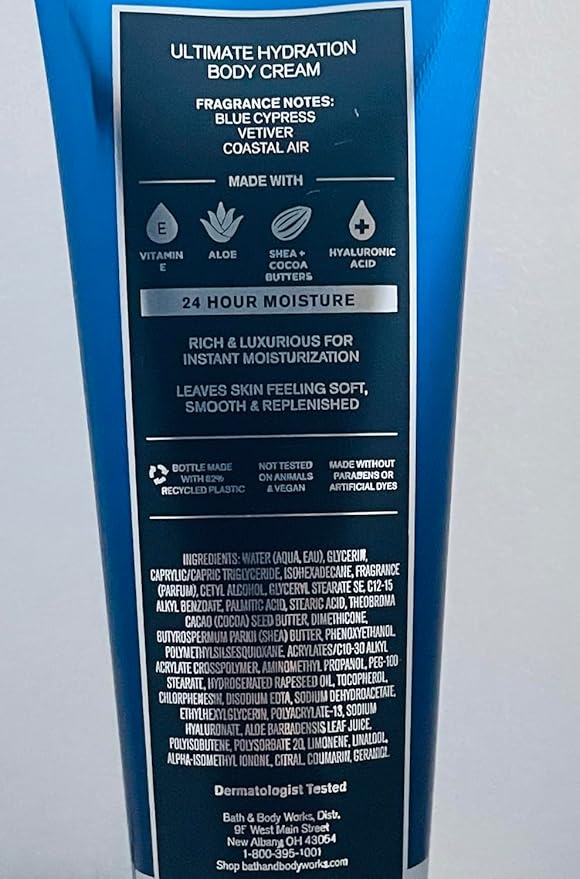 ULTIMATE HYDRATION
BODY CREAM
FRAGRANCE NOTES:
BLUE CYPRESS
VETIVER
COASTAL AIR
MADE WITH
E
VITAMIN
E
ALOE
SHEA +
COCOA
BUTTERS
HYALURONIC
ACID
24 HOUR MOISTURE
RICH & LUXURIOUS FOR
INSTANT MOISTURIZATION
LEAVES SKIN FEELING SOFT,
SMOOTH & REPLENISHED
BOTTLE MADE
WITH 62%
RECYCLED PLASTIC
NOT TESTED
ON ANIMALS
& VEGAN
MADE WITHOUT
PARABENS OR
ARTIFICIAL DYES
INGREDIENTS: WATER (AQUA, EAU), GLYCERIN,
CAPRYLIC/CAPRIC TRIGLYCERIDE, ISOHEXADECANE, FRAGRANCE
(PARFUM), CETYL ALCOHOL, GLYCERYL STEARATE SE, C12-15
ALKYL BENZOATE, PALMITIC ACID, STEARIC ACID, THEOBROMA
CACAO (COCOA) SEED BUTTER, DIMETHICONE,
BUTYROSPERMUM PARKII (SHEA) BUTTER, PHENOXYETHANOL,
POLYMETHYLSILSESQUIOXANE, ACRYLATES/C10-30 ALKYL
ACRYLATE CROSSPOLYMER, AMINOMETHYL PROPANOL, PEG-100
STEARATE, HYDROGENATED RAPESEED OIL, TOCOPHEROL,
CHLORPHENESIN, DISODIUM EDTA, SODIUM DEHYDROACETATE,
ETHYLHEXYLGLYCERIN, POLYACRYLATE-13, SODIUM
HYALURONATE, ALOE BARBADENSIS LEAF JUICE,
POLYISOBUTENE, POLYSORBATE 20, LIMONENE, LINALOOL,
ALPHA-ISOMETHYL IONONE, CITRAL, COUMARIN, GERANIOL.
Dermatologist Tested
Bath & Body Works, Distr.
9F West Main Street
New Albany OH 43054
1-800-395-1001
Shop bathandbodyworks.com